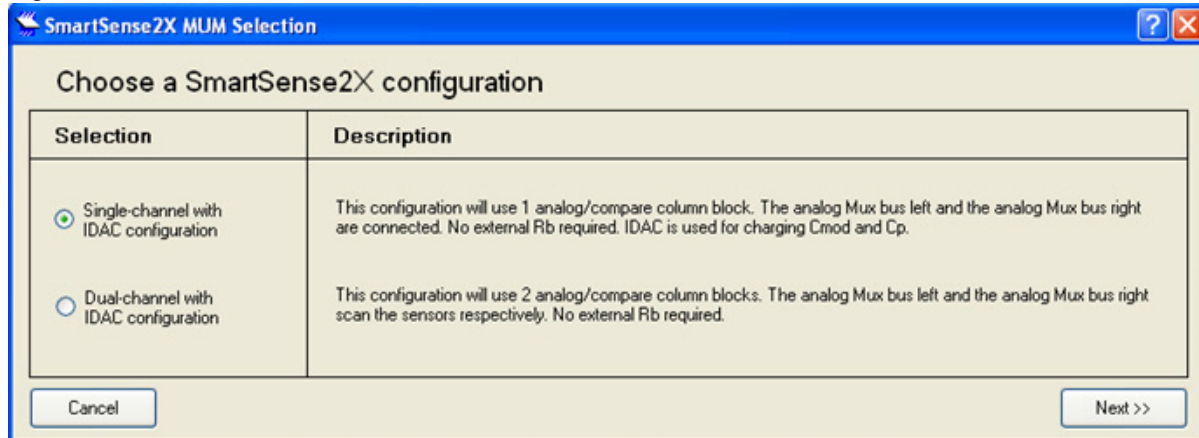 SmartSense2X MUM Selection
Choose a SmartSense2X configuration
Selection
Description
Single-channel with
IDAC configuration
This configuration will use 1 analog/compare column block. The analog Mux bus left and the analog Mux bus right
are connected. No external Rb required. IDAC is used for charging Cmod and Cp.
Dual-channel with
IDAC configuration
This configuration will use 2 analog/compare column blocks. The analog Mux bus left and the analog Mux bus right
scan the sensors respectively. No external Rb required.
Cancel
Next >>